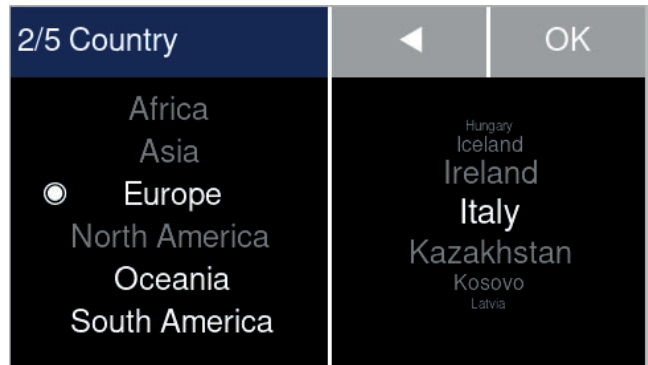 2/5 Country
OK
Africa
Asia
Europe
North America
Oceania
South America
Hungary
Iceland
Ireland
Italy
Kazakhstan
Kosovo
Latvia